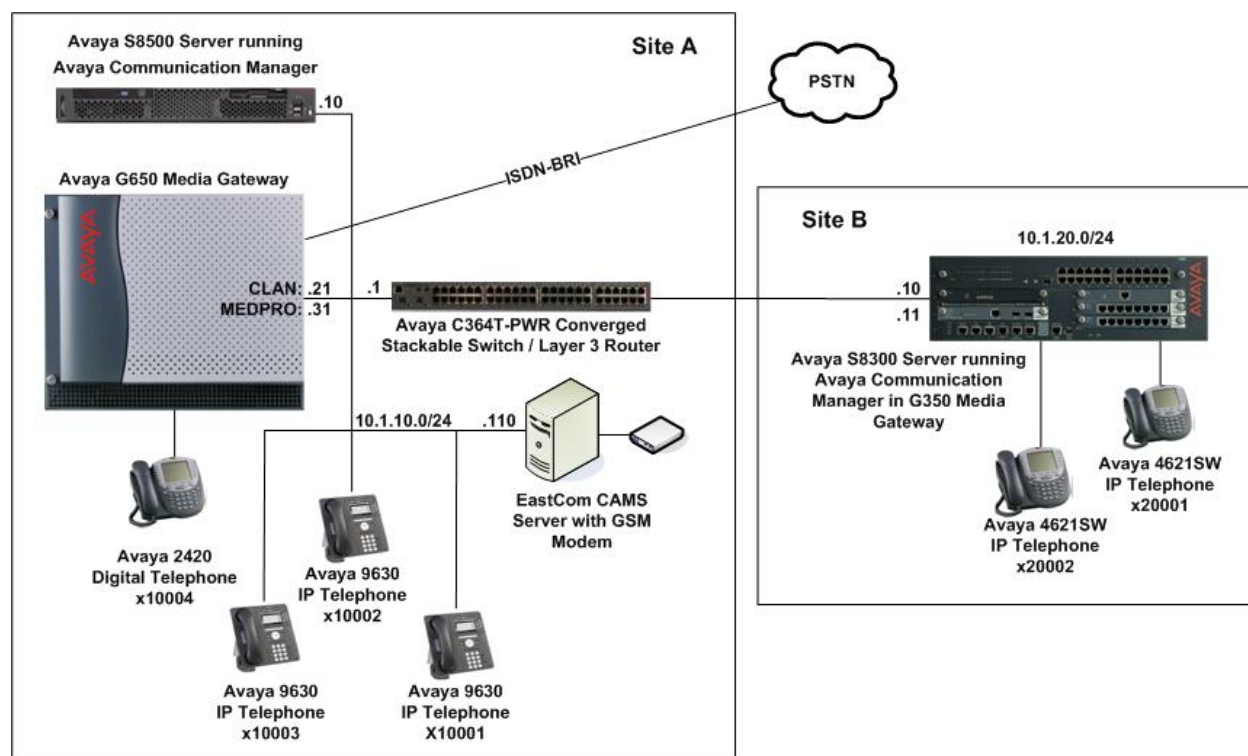 Avaya S8500 Server running
Avaya Communication Manager
.10
Site A
PSTN
ISDN-BRI
Avaya G650 Media Gateway
AVAYA
CLAN: .21
MEDPRO: .31
.1
Avaya C364T-PWR Converged
Stackable Switch / Layer 3 Router
Site B
10.1.20.0/24
.10
.11
AVAYA
Avaya S8300 Server running
Avaya Communication
Manager in G350 Media
Gateway
Avaya 4621SW
IP Telephone
x20001
Avaya 4621SW
IP Telephone
x20002
10.1.10.0/24
.110
EastCom CAMS
Server with GSM
Modem
Avaya 2420
Digital Telephone
x10004
Avaya 9630
IP Telephone
x10002
Avaya 9630
IP Telephone
x10003
Avaya 9630
IP Telephone
X10001